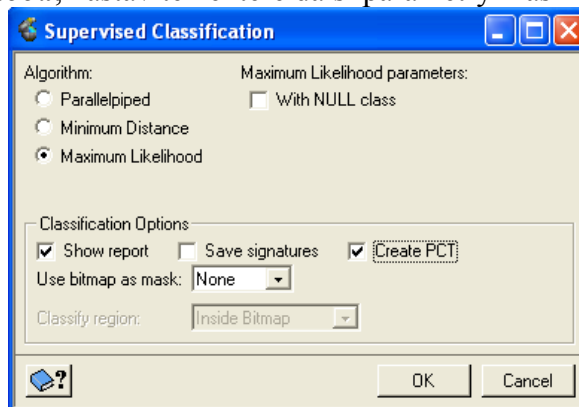 Supervised Classification
Algorithm:
Parallelpiped
Minimum Distance
Maximum Likelihood
Maximum Likelihood parameters:
With NULL class
Classification Options
Show report Save signatures Create PCT
Use bitmap as mask: None
Classify region: Inside Bitmap
?
OK Cancel